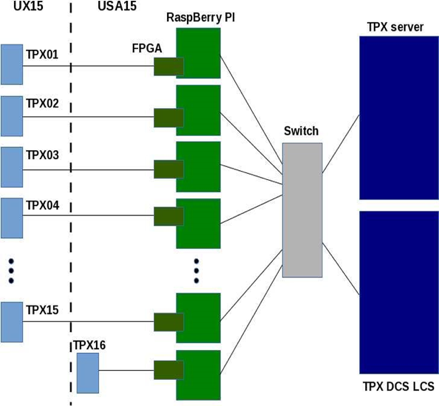 UX15
USA15
RaspBerry PI
TPX server
FPGA
TPX01
TPX02
TPX03
TPX04
Switch
TPX15
TPX16
TPX DCS LCS